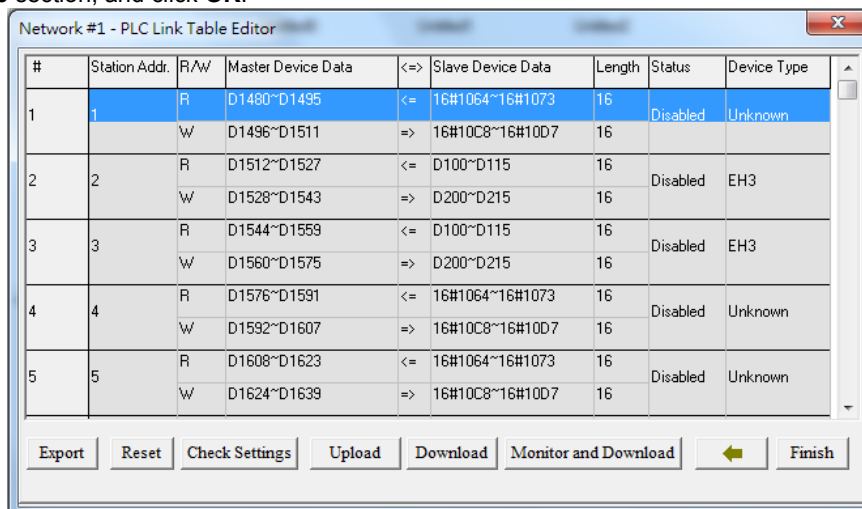 section, and click OK.
Network #1 - PLC Link Table Editor
# Station Addr. R/W Master Device Data <=> Slave Device Data Length Status Device Type
1 1 R D1480~D1495 <= 16#1064~16#1073 16 Disabled Unknown
W D1496~D1511 => 16#10C8~16#10D7 16
2 2 R D1512~D1527 <= D100~D115 16 Disabled EH3
W D1528~D1543 => D200~D215 16
3 3 R D1544~D1559 <= D100~D115 16 Disabled EH3
W D1560~D1575 => D200~D215 16
4 4 R D1576~D1591 <= 16#1064~16#1073 16 Disabled Unknown
W D1592~D1607 => 16#10C8~16#10D7 16
5 5 R D1608~D1623 <= 16#1064~16#1073 16 Disabled Unknown
W D1624~D1639 => 16#10C8~16#10D7 16
Export Reset Check Settings Upload Download Monitor and Download Finish